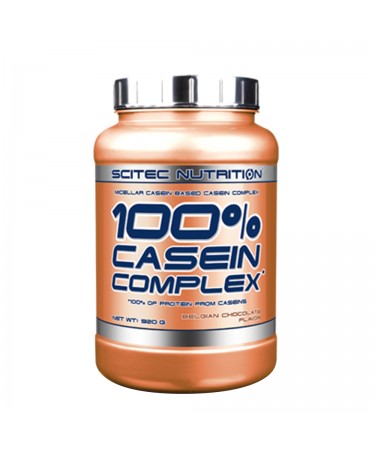 SCITEC NUTRITION
MICELLAR CASEIN BASED CASEIN COMPLEX
100%
CASEIN
COMPLEX*
*100% OF PROTEIN FROM CASEINS
NET WT: 920 G
BELGIAN CHOCOLATE
FLAVOR